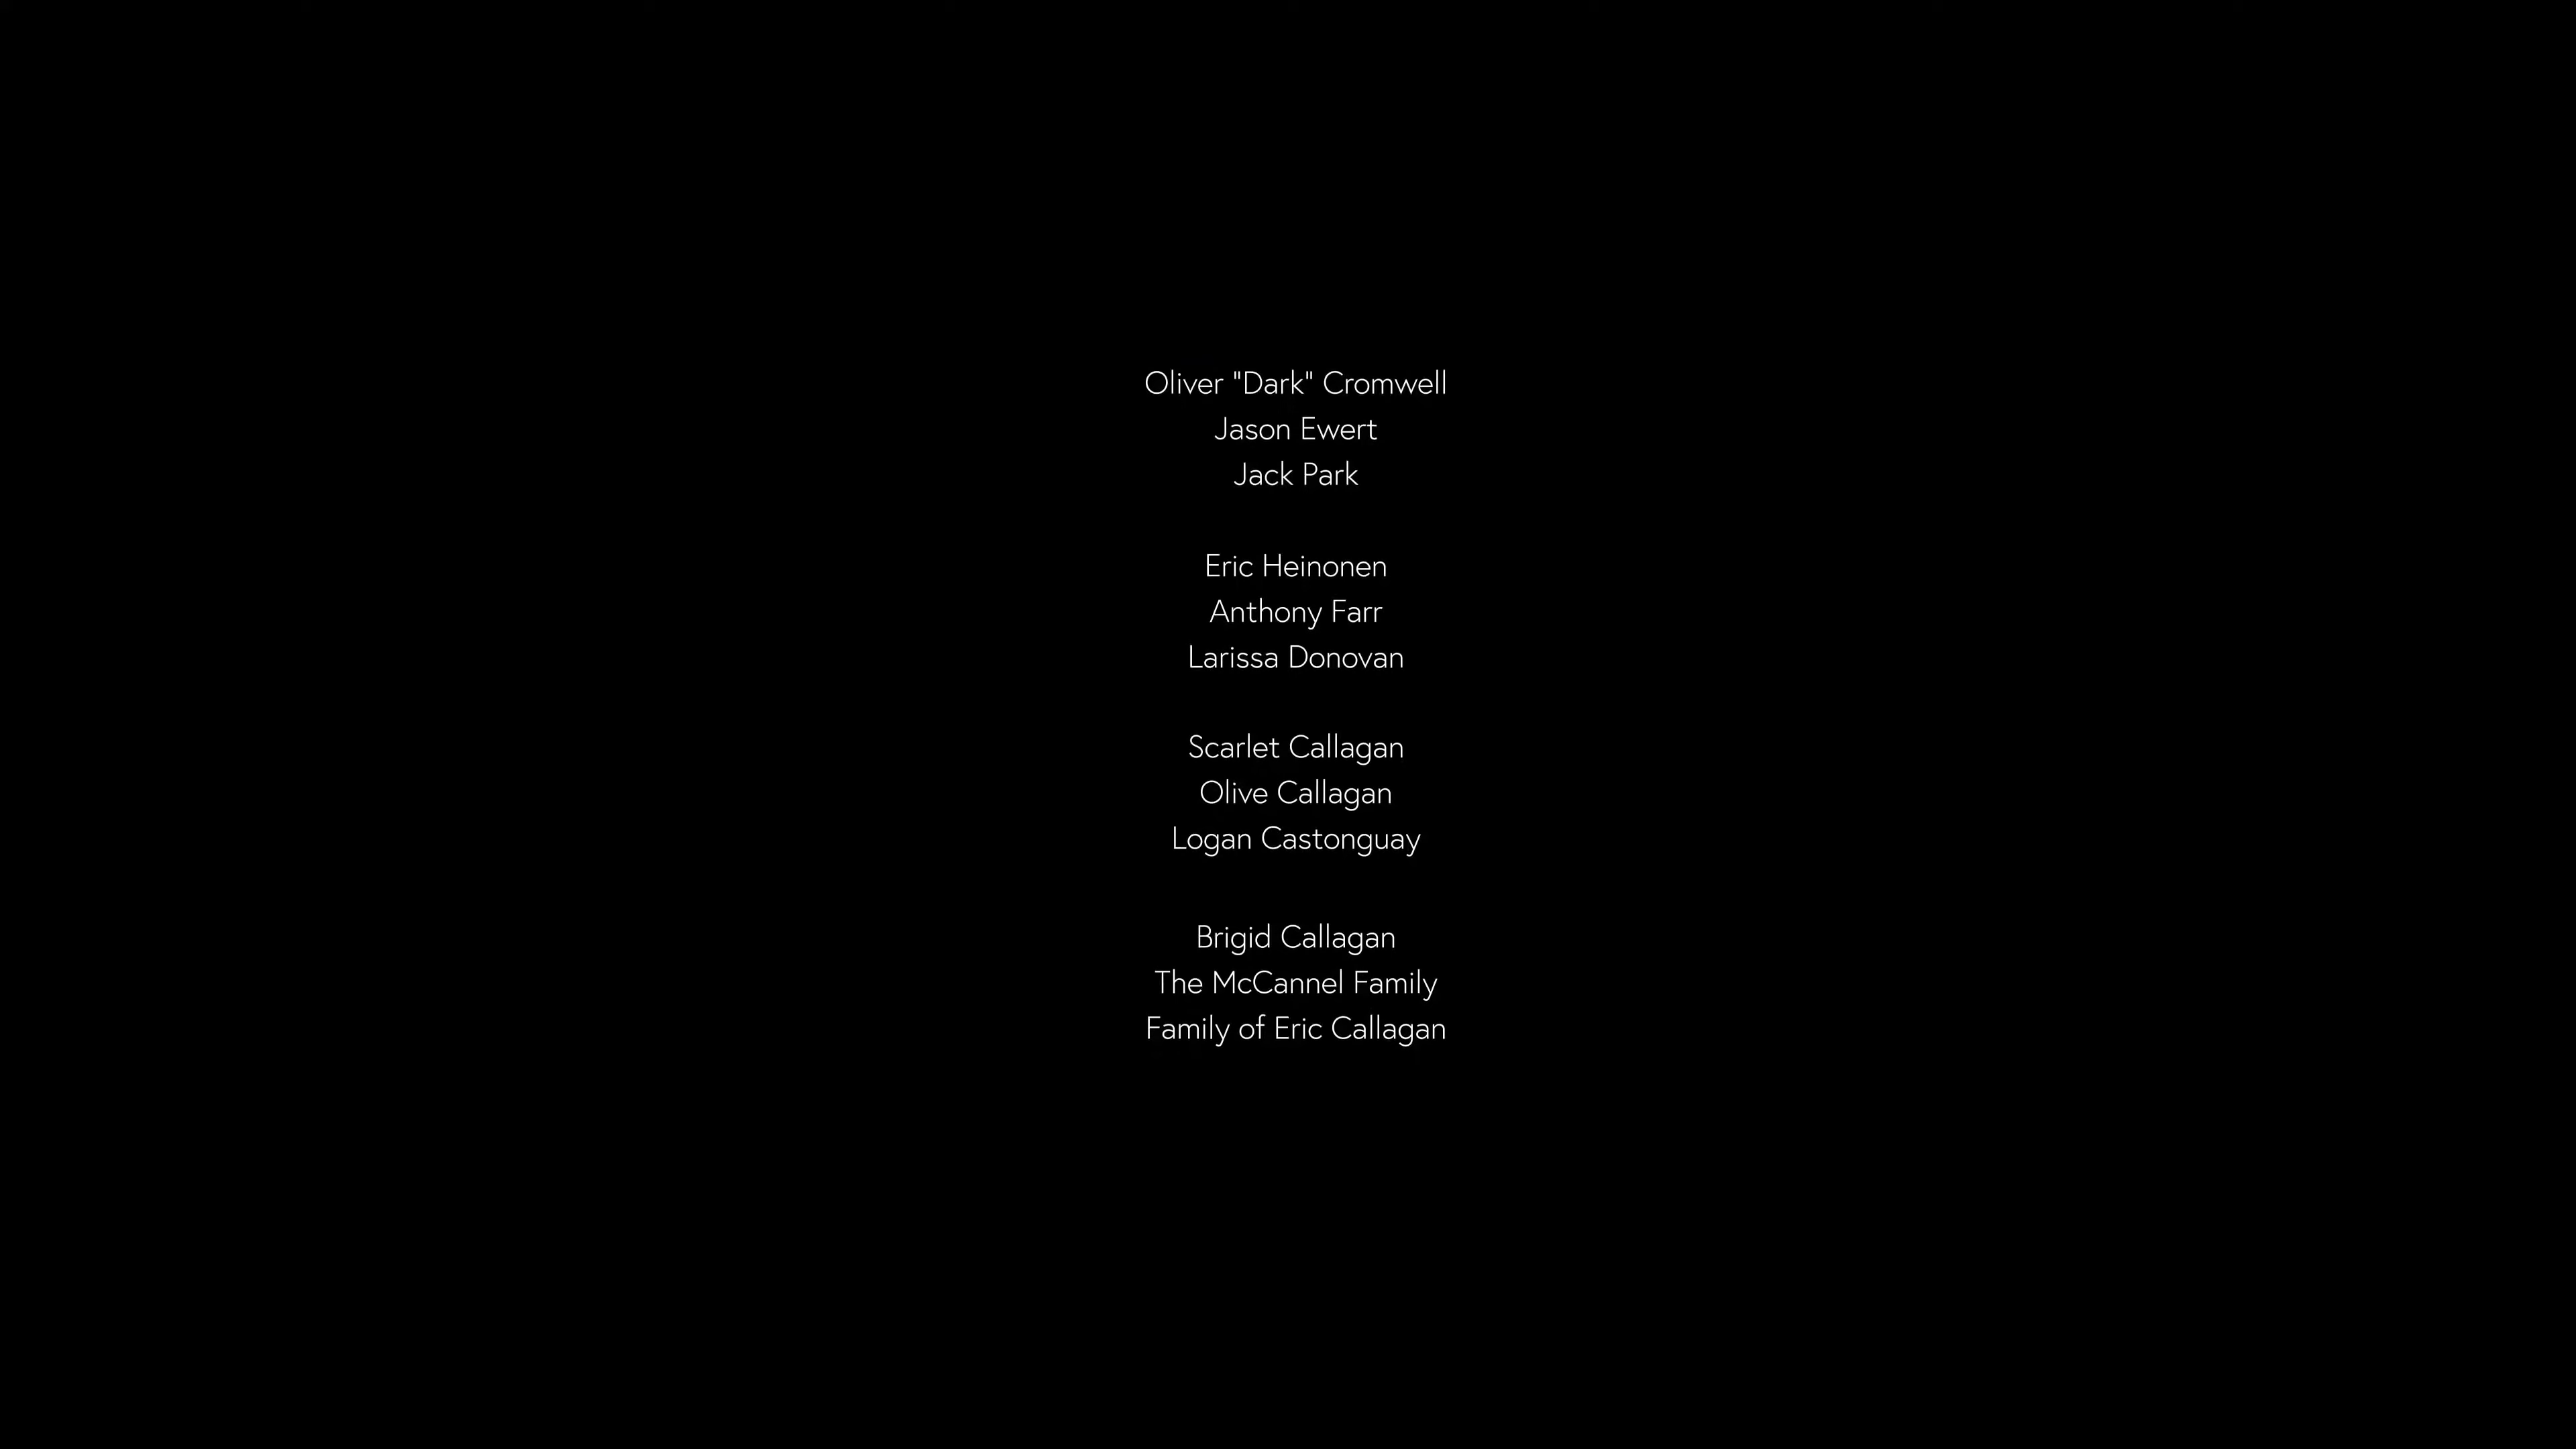 Oliver "Dark" Cromwell
Jason Ewert
Jack Park
Eric Heinonen
Anthony Farr
Larissa Donovan
Scarlet Callagan
Olive Callagan
Logan Castonguay
Brigid Callagan
The McCannel Family
Family of Eric Callagan